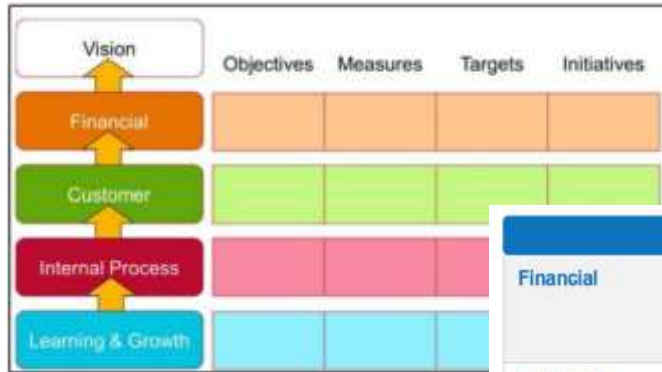 Vision
Objectives Measures Targets Initiatives
Financial
Customer
Internal Process
Financial
Learning & Growth